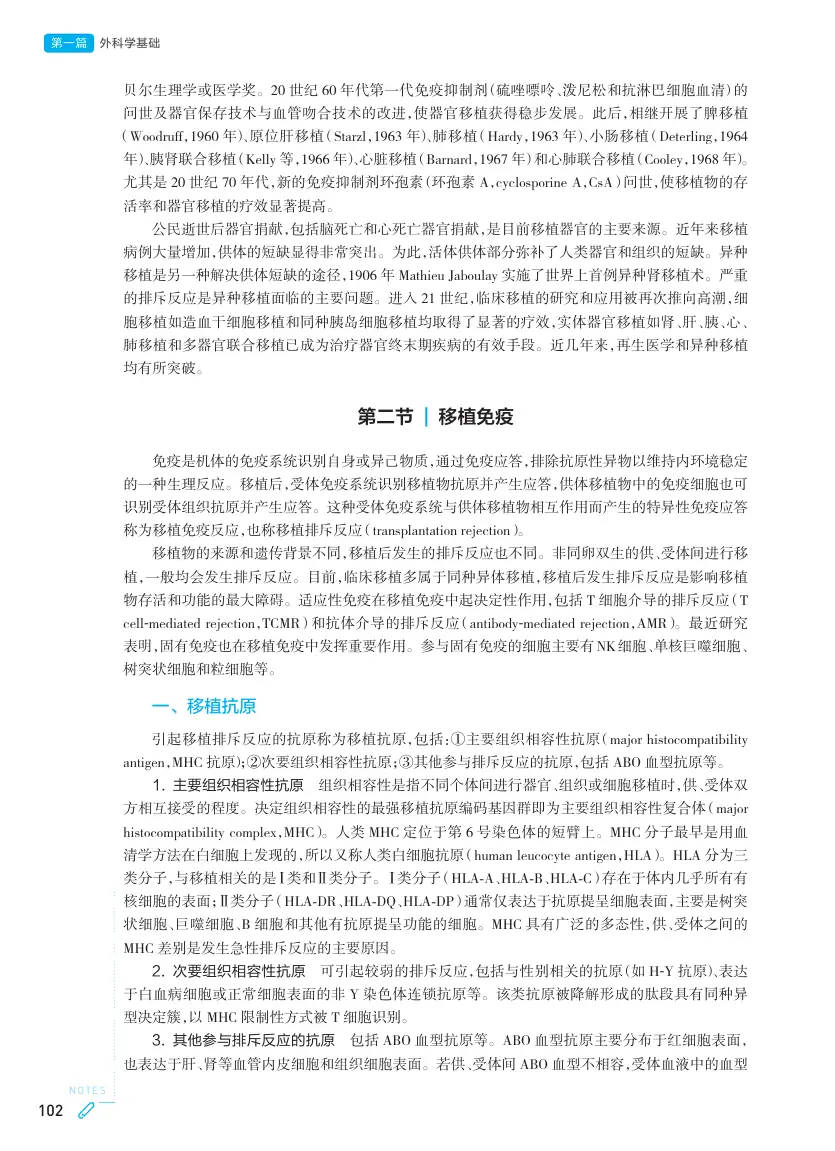 第一篇 外科学基础
贝尔生理学或医学奖。20 世纪 60 年代第一代免疫抑制剂(硫唑嘌呤、泼尼松和抗淋巴细胞血清)的
问世及器官保存技术与血管吻合技术的改进,使器官移植获得稳步发展。此后,相继开展了脾移植
(Woodruff,1960 年)、原位肝移植(Starzl,1963 年)、肺移植(Hardy,1963 年)、小肠移植(Deterling,1964
年)、胰肾联合移植(Kelly 等,1966 年)、心脏移植(Barnard,1967 年)和心肺联合移植(Cooley,1968 年)。
尤其是 20 世纪 70 年代,新的免疫抑制剂环孢素(环孢素 A,cyclosporine A,CsA)问世,使移植物的存
活率和器官移植的疗效显著提高。
公民逝世后器官捐献,包括脑死亡和心死亡器官捐献,是目前移植器官的主要来源。近年来移植
病例大量增加,供体的短缺显得非常突出。为此,活体供体部分弥补了人类器官和组织的短缺。异种
移植是另一种解决供体短缺的途径,1906 年 Mathieu Jaboulay 实施了世界上首例异种肾移植术。严重
的排斥反应是异种移植面临的主要问题。进入 21 世纪,临床移植的研究和应用被再次推向高潮,细
胞移植如造血干细胞移植和同种胰岛细胞移植均取得了显著的疗效,实体器官移植如肾、肝、胰、心、
肺移植和多器官联合移植已成为治疗器官终末期疾病的有效手段。近几年来,再生医学和异种移植
均有所突破。
第二节 | 移植免疫
免疫是机体的免疫系统识别自身或异己物质,通过免疫应答,排除抗原性异物以维持内环境稳定
的一种生理反应。移植后,受体免疫系统识别移植物抗原并产生应答,供体移植物中的免疫细胞也可
识别受体组织抗原并产生应答。这种受体免疫系统与供体移植物相互作用而产生的特异性免疫应答
称为移植免疫反应,也称移植排斥反应(transplantation rejection)。
移植物的来源和遗传背景不同,移植后发生的排斥反应也不同。非同卵双生的供、受体间进行移
植,一般均会发生排斥反应。目前,临床移植多属于同种异体移植,移植后发生排斥反应是影响移植
物存活和功能的最大障碍。适应性免疫在移植免疫中起决定性作用,包括 T 细胞介导的排斥反应(T
cell-mediated rejection,TCMR)和抗体介导的排斥反应(antibody-mediated rejection,AMR)。最近研究
表明,固有免疫也在移植免疫中发挥重要作用。参与固有免疫的细胞主要有NK细胞、单核巨噬细胞、
树突状细胞和粒细胞等。
一、移植抗原
引起移植排斥反应的抗原称为移植抗原,包括:①主要组织相容性抗原(major histocompatibility
antigen,MHC 抗原);②次要组织相容性抗原;③其他参与排斥反应的抗原,包括 ABO 血型抗原等。
1. 主要组织相容性抗原 组织相容性是指不同个体间进行器官、组织或细胞移植时,供、受体双
方相互接受的程度。决定组织相容性的最强移植抗原编码基因群即为主要组织相容性复合体(major
histocompatibility complex,MHC)。人类 MHC 定位于第 6 号染色体的短臂上。MHC 分子最早是用血
清学方法在白细胞上发现的,所以又称人类白细胞抗原(human leucocyte antigen,HLA)。HLA 分为三
类分子,与移植相关的是Ⅰ类和Ⅱ类分子。Ⅰ类分子(HLA-A、HLA-B、HLA-C)存在于体内几乎所有有
核细胞的表面;Ⅱ类分子(HLA-DR、HLA-DQ、HLA-DP)通常仅表达于抗原提呈细胞表面,主要是树突
状细胞、巨噬细胞、B 细胞和其他有抗原提呈功能的细胞。MHC 具有广泛的多态性,供、受体之间的
MHC 差别是发生急性排斥反应的主要原因。
2. 次要组织相容性抗原 可引起较弱的排斥反应,包括与性别相关的抗原(如 H-Y 抗原)、表达
于白血病细胞或正常细胞表面的非 Y 染色体连锁抗原等。该类抗原被降解形成的肽段具有同种异
型决定簇,以 MHC 限制性方式被 T 细胞识别。
3. 其他参与排斥反应的抗原 包括 ABO 血型抗原等。ABO 血型抗原主要分布于红细胞表面,
也表达于肝、肾等血管内皮细胞和组织细胞表面。若供、受体间 ABO 血型不相容,受体血液中的血型
NOTES
102